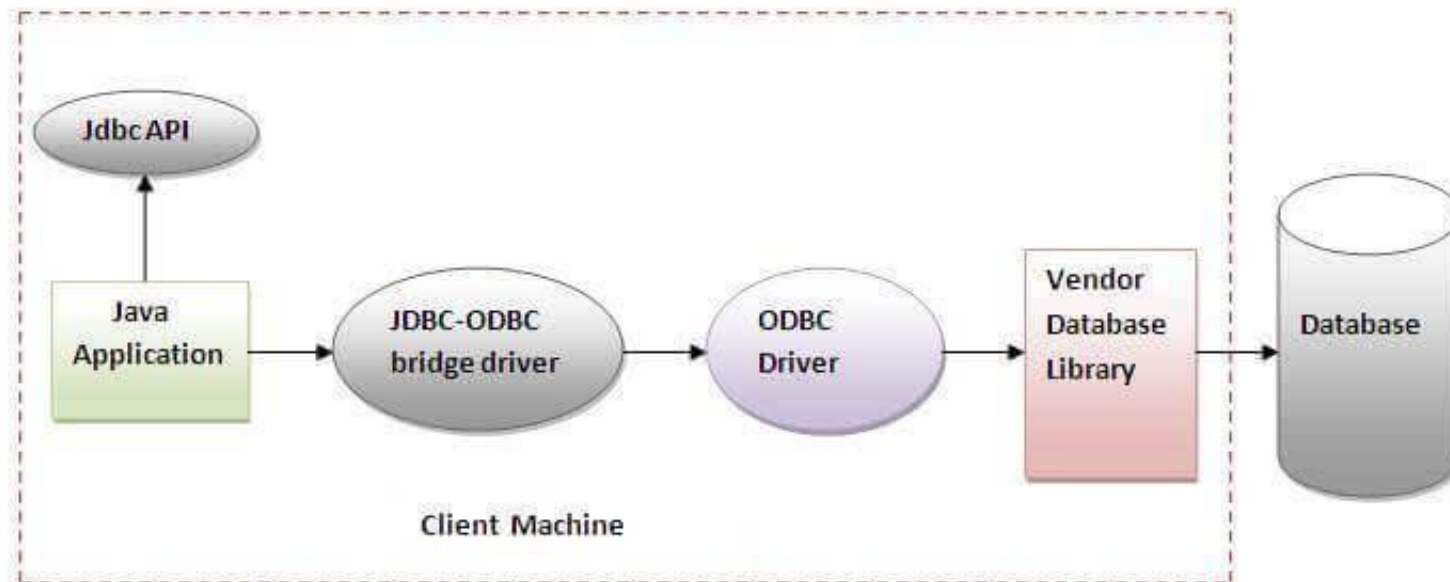 Jdbc API
Java
Application
JDBC-ODBC
bridge driver
ODBC
Driver
Vendor
Database
Library
Database
Client Machine